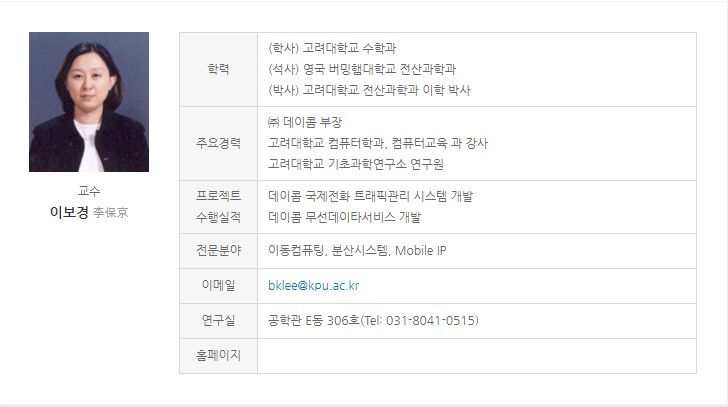 교수
이보경 李保京
학력
(학사) 고려대학교 수학과
(석사) 영국 버밍햄대학교 전산과학과
(박사) 고려대학교 전산과학과 이학 박사
주요경력
㈜ 데이콤 부장
고려대학교 컴퓨터학과, 컴퓨터교육 과 강사
고려대학교 기초과학연구소 연구원
프로젝트
수행실적
데이콤 국제전화 트래픽관리 시스템 개발
데이콤 무선데이타서비스 개발
전문분야
이동컴퓨팅, 분산시스템, Mobile IP
이메일
bklee@kpu.ac.kr
연구실
공학관 E동 306호(Tel: 031-8041-0515)
홈페이지